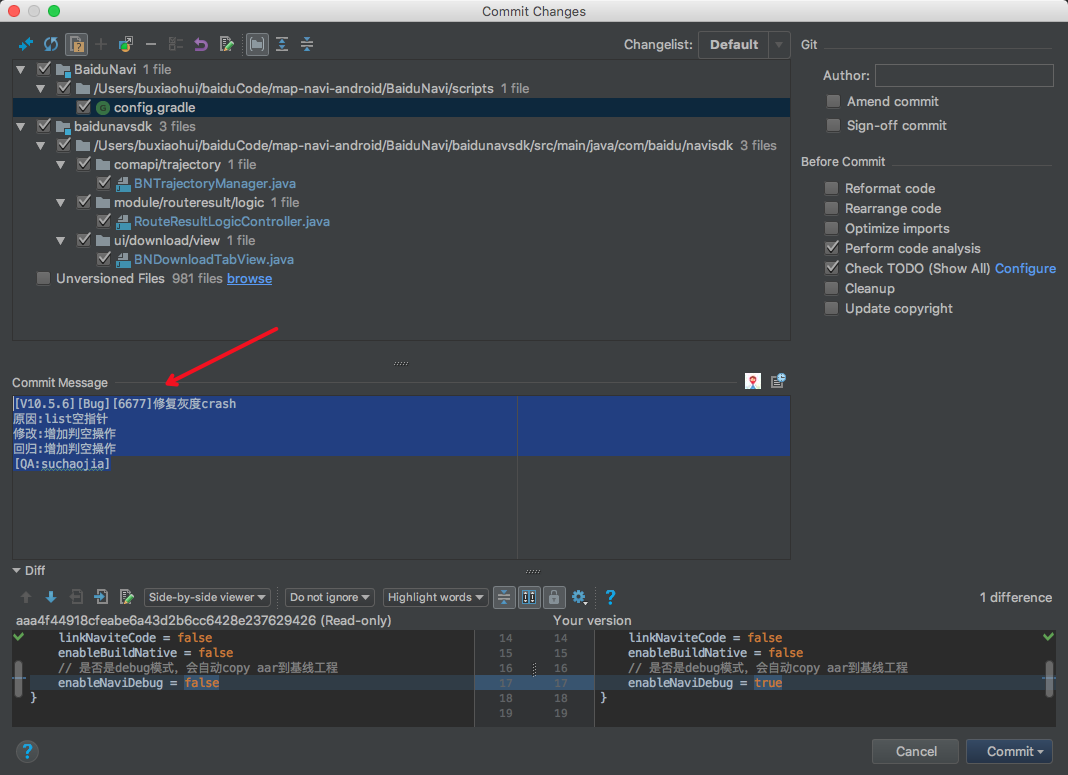 Commit Changes
Changelist: Default
Git
BaiduNavi 1 file
/Users/buxiaohui/baiduCode/map-navi-android/BaiduNavi/scripts 1 file
config.gradle
baidunavsdk 3 files
/Users/buxiaohui/baiduCode/map-navi-android/BaiduNavi/baidunavsdk/src/main/java/com/baidu/navisdk 3 files
comapi/trajectory 1 file
BNTrajectoryManager.java
module/routeresult/logic 1 file
RouteResultLogicController.java
ui/download/view 1 file
BNDownloadTabView.java
Unversioned Files 981 files browse
Author:
Amend commit
Sign-off commit
Before Commit
Reformat code
Rearrange code
Optimize imports
Perform code analysis
Check TODO (Show All) Configure
Cleanup
Update copyright
Commit Message
[V10.5.6][Bug][6677]修复灰度crash
原因:list空指针
修改:增加判空操作
回归:增加判空操作
[QA:suchaojia]
Diff
Side-by-side viewer Do not ignore Highlight words ? 1 difference
aaa4f44918cfeabe6a43d2b6cc6428e237629426 (Read-only) Your version
linkNaviteCode = false 14 14 linkNaviteCode = false
enableBuildNative = false 15 15 enableBuildNative = false
// 是否是debug模式，会自动copy aar到基线工程 16 16 // 是否是debug模式，会自动copy aar到基线工程
enableNaviDebug = false 17 17 enableNaviDebug = true
} 18 18 }
19 19
? Cancel Commit